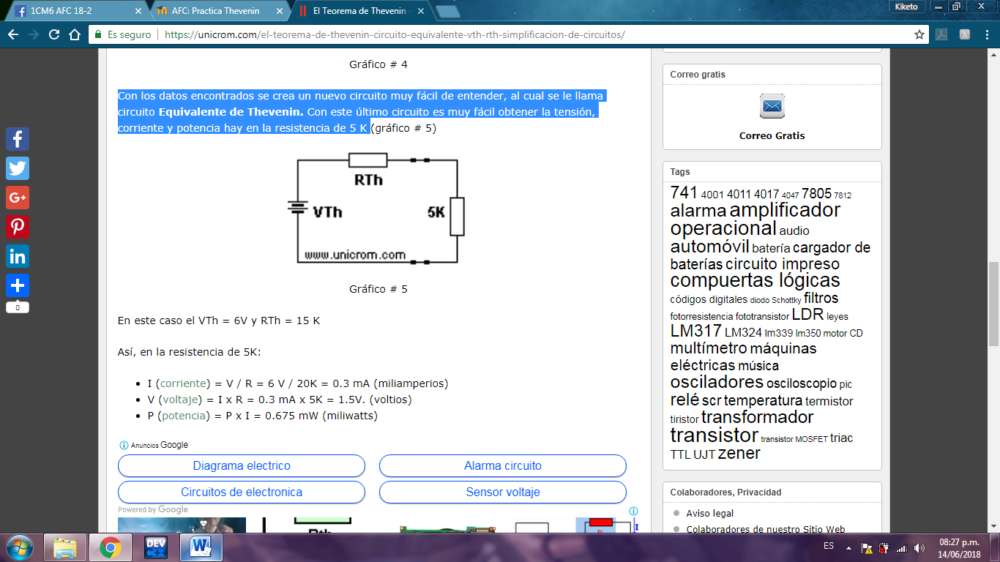 1CM6 AFC 18-2
AFC: Practica Thevenin
El Teorema de Thevenin
Kiketo
Es seguro
https://unicrom.com/el-teorema-de-thevenin-circuito-equivalente-vth-rth-simplificacion-de-circuitos/
Gráfico # 4
Con los datos encontrados se crea un nuevo circuito muy fácil de entender, al cual se le llama
circuito Equivalente de Thevenin. Con este último circuito es muy fácil obtener la tensión,
corriente y potencia hay en la resistencia de 5 K (gráfico # 5)
RTh
VTh
5K
www.unicrom.com
Gráfico # 5
En este caso el VTh = 6V y RTh = 15 K
Así, en la resistencia de 5K:
I (corriente) = V / R = 6 V / 20K = 0.3 mA (miliamperios)
V (voltaje) = I x R = 0.3 mA x 5K = 1.5V. (voltios)
P (potencia) = P x I = 0.675 mW (miliwatts)
Anuncios Google
Diagrama electrico
Alarma circuito
Circuitos de electronica
Sensor voltaje
Powered by Google
Rth
0
Correo gratis
Correo Gratis
Tags
741 4001 4011 4017 4047 7805 7812
alarma amplificador
operacional audio
automóvil batería cargador de
baterías circuito impreso
compuertas lógicas
códigos digitales diodo Schottky filtros
fotorresistencia fototransistor LDR leyes
LM317 LM324 lm339 lm350 motor CD
multímetro máquinas
eléctricas música
osciladores osciloscopio pic
relé scr temperatura termistor
tiristor transformador
transistor transistor MOSFET triac
TTL UJT zener
Colaboradores, Privacidad
Aviso legal
Colaboradores de nuestro Sitio Web
DEV
C++
ES
08:27 p.m.
14/06/2018